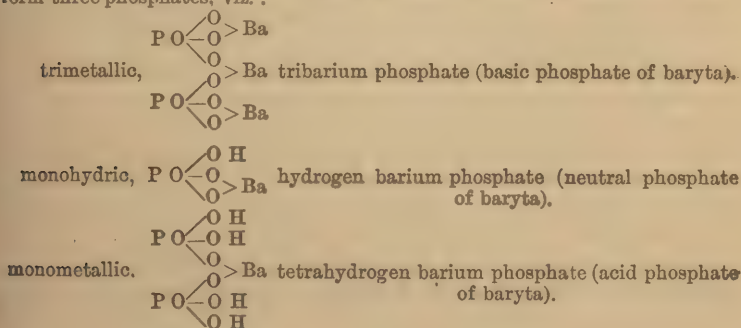 form three phosphates, viz. :
O
P O–O > Ba
O
trimetallic, O > Ba tribarium phosphate (basic phosphate of baryta).
P O–O
O > Ba
O H
monohydric, P O–O hydrogen barium phosphate (neutral phosphate
O > Ba of baryta).
O H
P O–O H
O
monometallic. O > Ba tetrahydrogen barium phosphate (acid phosphate
P O–O H of baryta).
O H